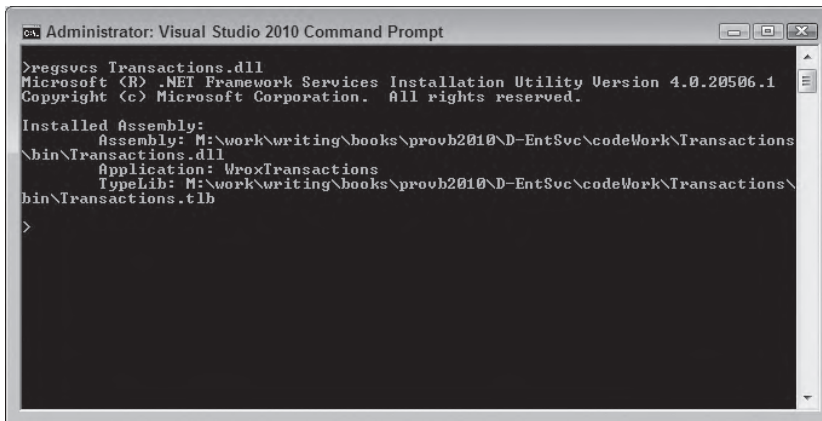 Administrator: Visual Studio 2010 Command Prompt
>regsvcs Transactions.dll
Microsoft (R) .NET Framework Services Installation Utility Version 4.0.20506.1
Copyright (c) Microsoft Corporation.  All rights reserved.
Installed Assembly:
Assembly: M:\work\writing\books\provb2010\D-EntSvc\codeWork\Transactions
\bin\Transactions.dll
Application: WroxTransactions
TypeLib: M:\work\writing\books\provb2010\D-EntSvc\codeWork\Transactions\
bin\Transactions.tlb
>